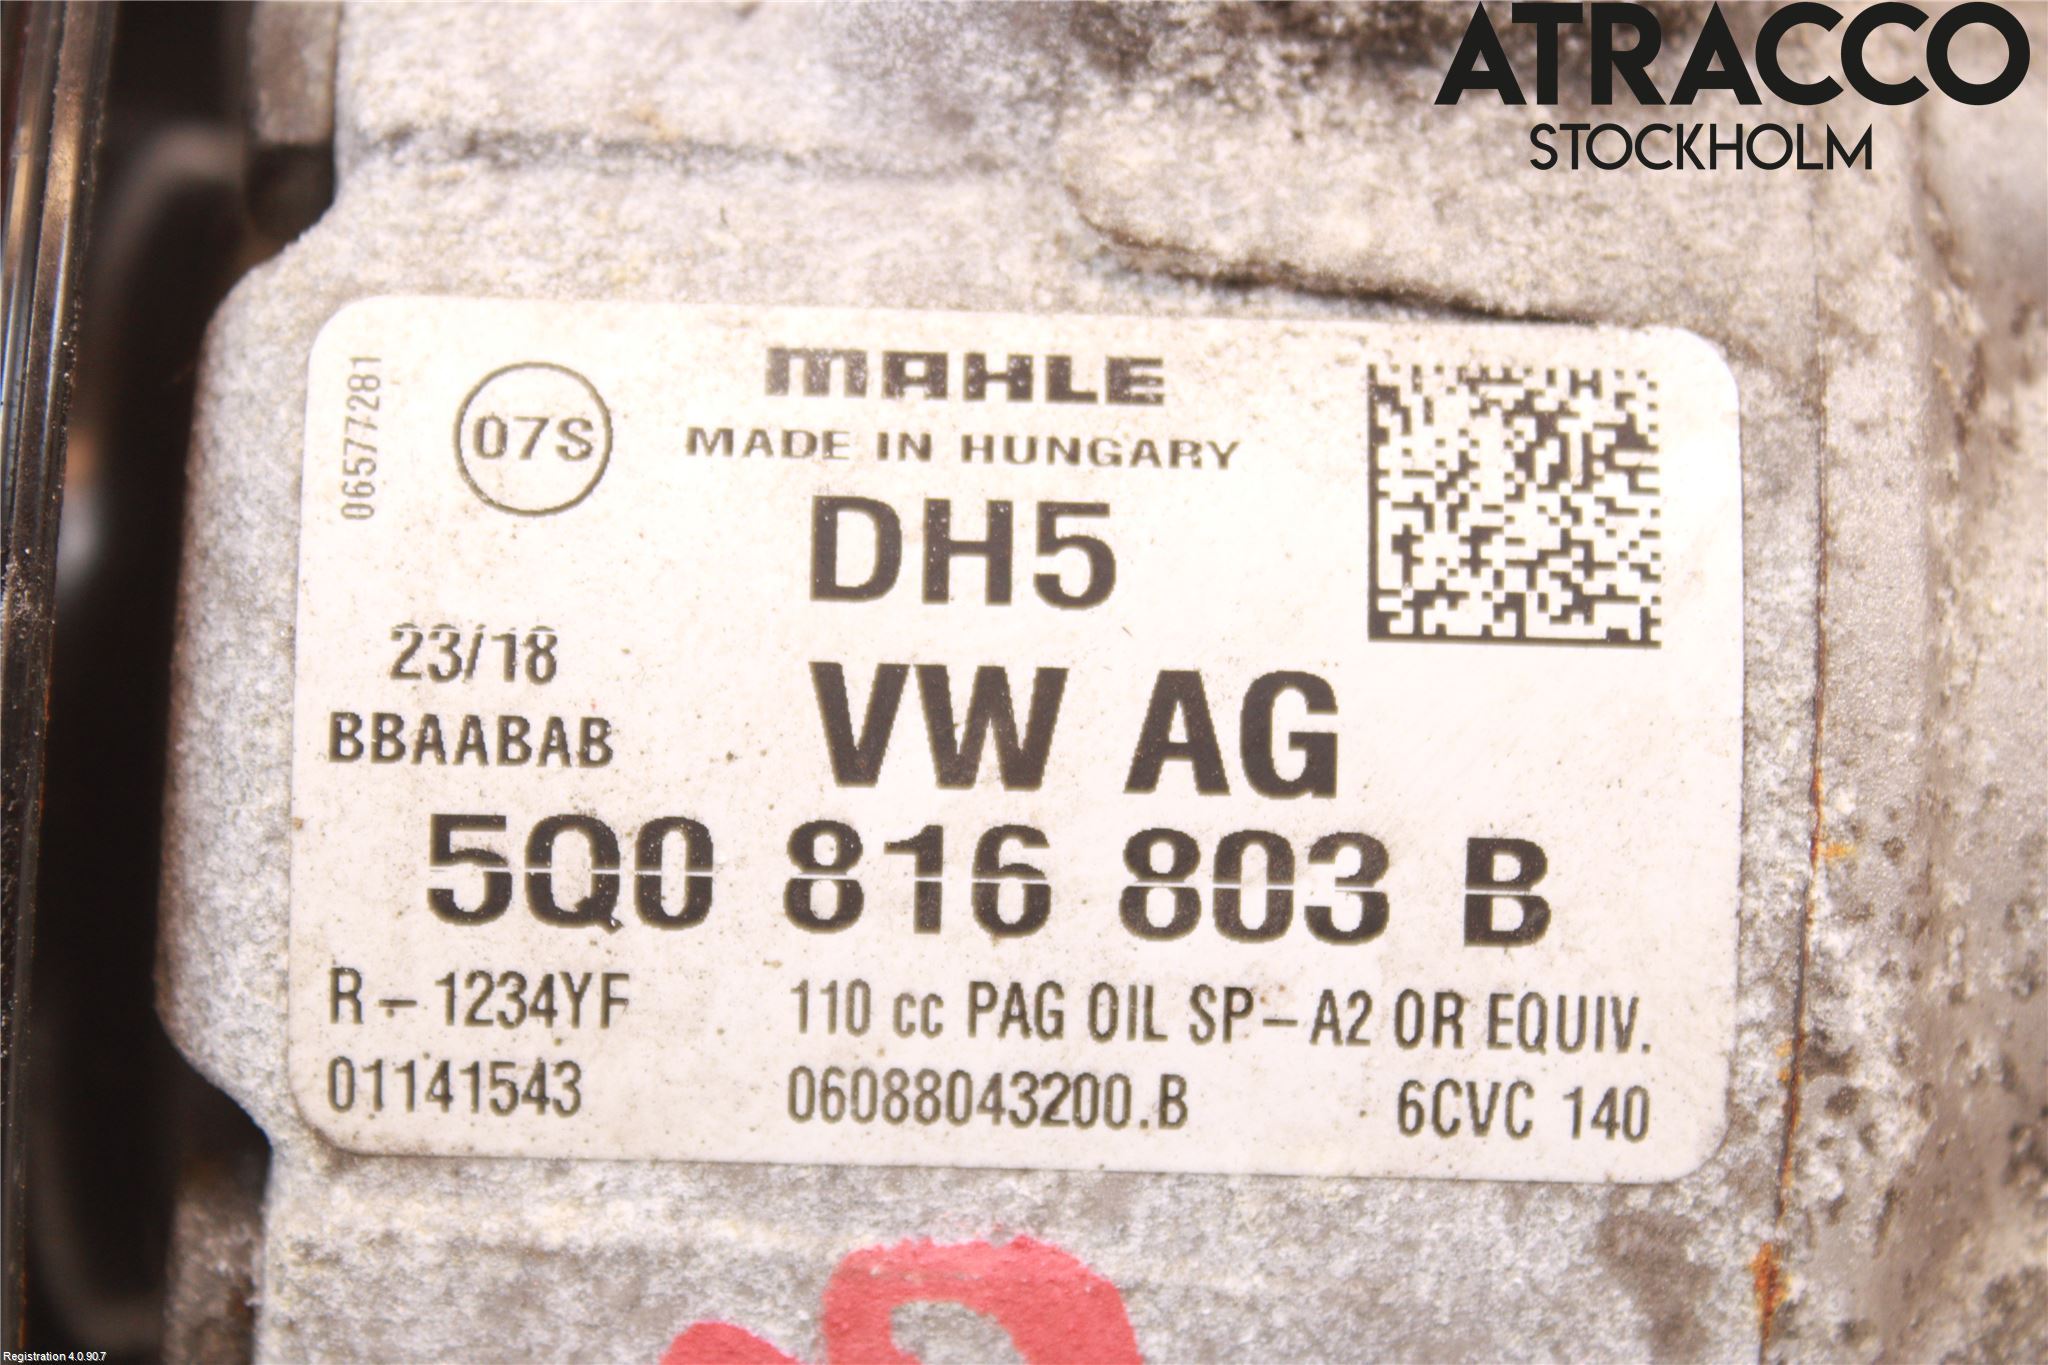 ATRACCO
STOCKHOLM
06577281
07S
MAHLE
MADE IN HUNGARY
DH5
23/18
VW AG
BBAABAB
5Q0 816 803 B
R-1234YF 110 cc PAG OIL SP-A2 OR EQUIV.
01141543 06088043200.B 6CVC 140
Registration 4.0.90.7